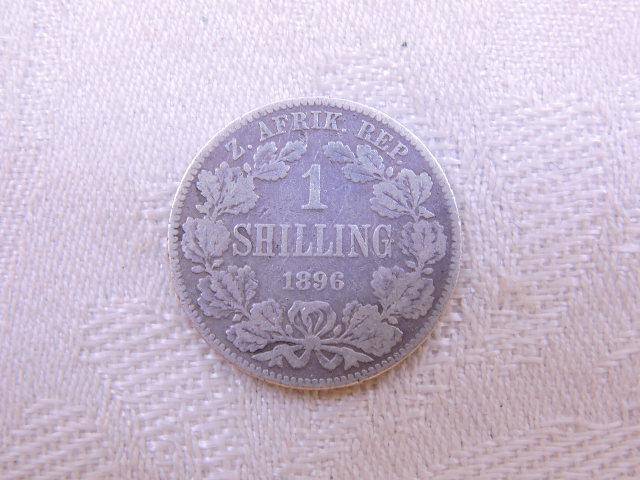 Z. AFRIK. REP.
1
SHILLING
1896